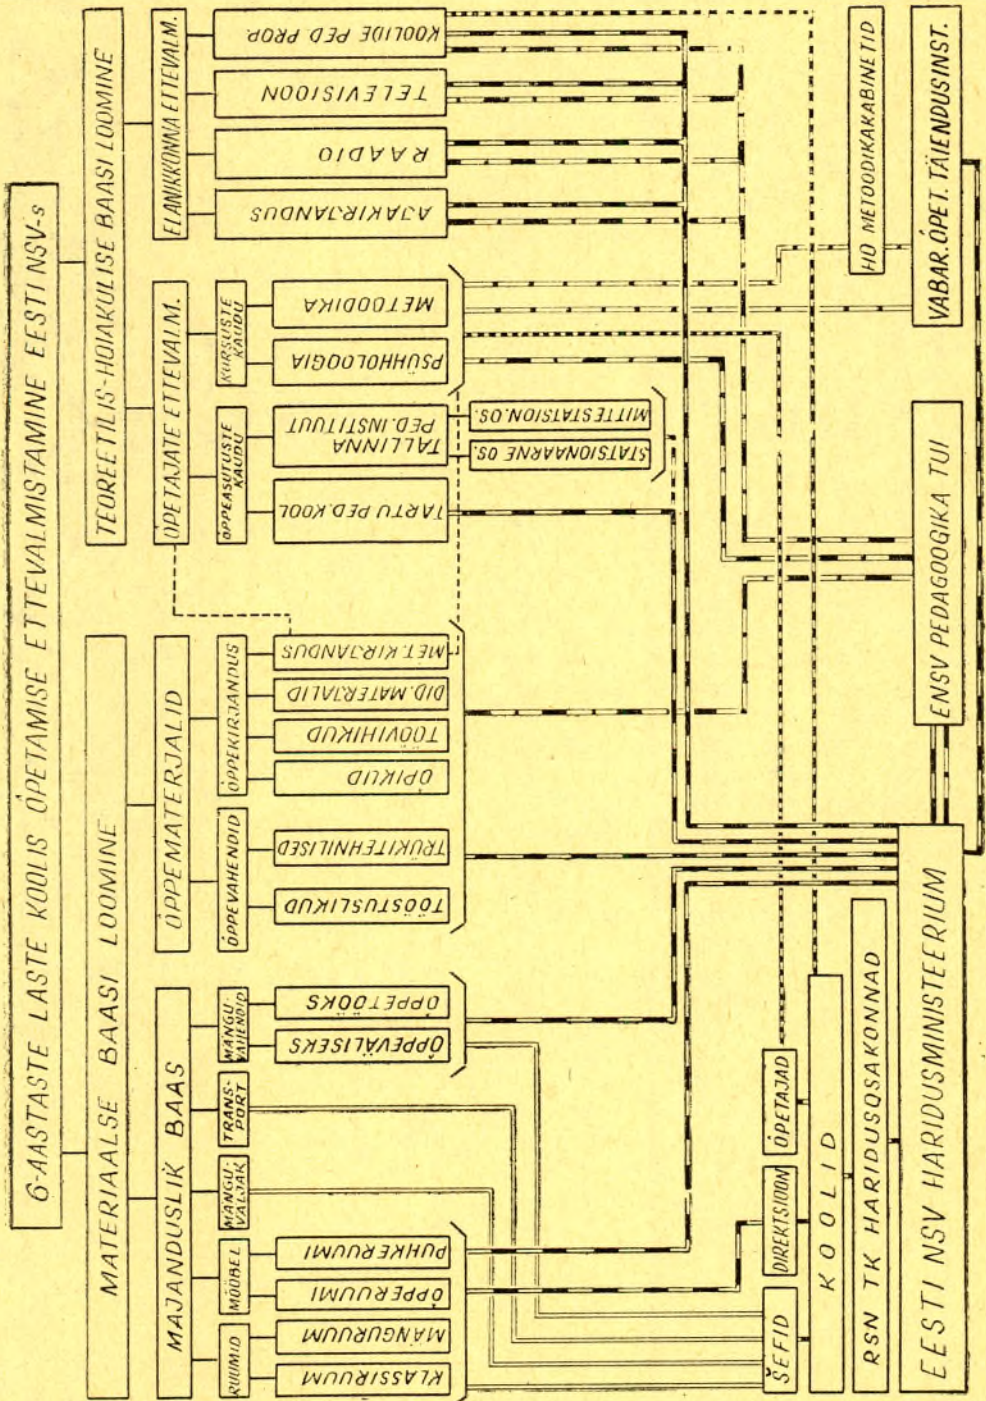 6-AASTASTE LASTE KOOLIS ÕPETAMISE ETTEVALMISTAMINE EESTI NSV-s
MATERIAALSE BAASI LOOMINE
TEOREETILIS-HOIAKULISE BAASI LOOMINE
MAJANDUSLIK BAAS
ÕPPEMATERJALID
ÕPETAJATE ETTEVALM.
ELANIKKONNA ETTEVALM.
RUUMID
MÖÖBEL
MÄNGU-
VÄLJAK
TRANS-
PORT
MÄNGU-
VAHENDID
ÕPPEVAHENDID
ÕPPEKIRJANDUS
ÕPPEASUTUSTE
KAUDU
KURSUSTE
KAUDU
KLASSIRUUM
MÄNGURUUM
ÕPPERUUMI
PUHKERUUMI
ÕPPEVÄLISEKS
ÕPPETÖÖKS
TÖÖSTUSLIKUD
TRÜKITEHNILISED
ÕPIKUD
TÖÖVIHIKUD
DID. MATERJALID
MET. KIRJANDUS
TARTU PED. KOOL
TALLINNA
PED. INSTITUUT
PSÜHHOLOOGIA
METOODIKA
AJAKIRJANDUS
RAADIO
TELEVISIOON
KOOLIDE PED PROP.
STATSIONAARNE OS.
MITTESTATSION. OS.
ŠEFID
DIREKTSIOON
ÕPETAJAD
KOOLID
RSN TK HARIDUSOSAKONNAD
EESTI NSV HARIDUSMINISTEERIUM
ENSV PEDAGOOGIKA TUI
HO METOODIKAKABINETID
VABAR. ÕPET. TÄIENDUSINST.